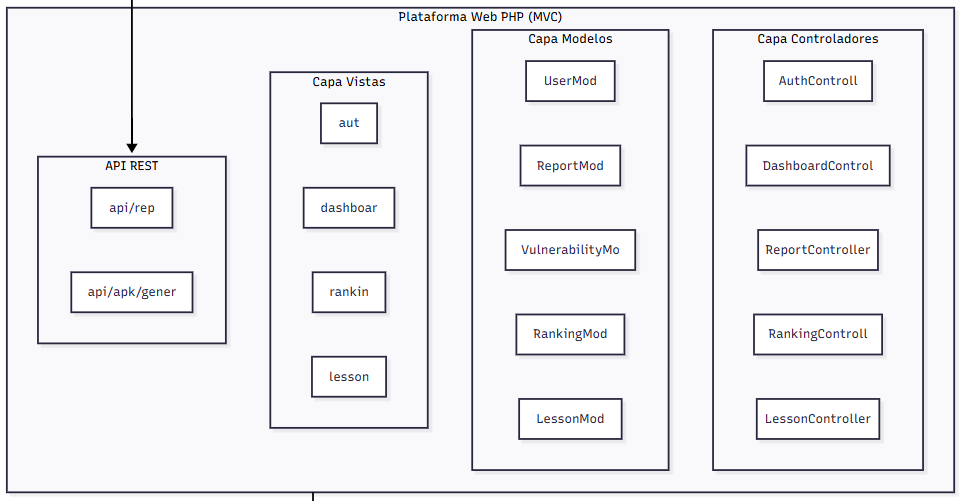 Plataforma Web PHP (MVC)
API REST
api/rep
api/apk/gener
Capa Vistas
aut
dashboar
rankin
lesson
Capa Modelos
UserMod
ReportMod
VulnerabilityMo
RankingMod
LessonMod
Capa Controladores
AuthControll
DashboardControl
ReportController
RankingControll
LessonController